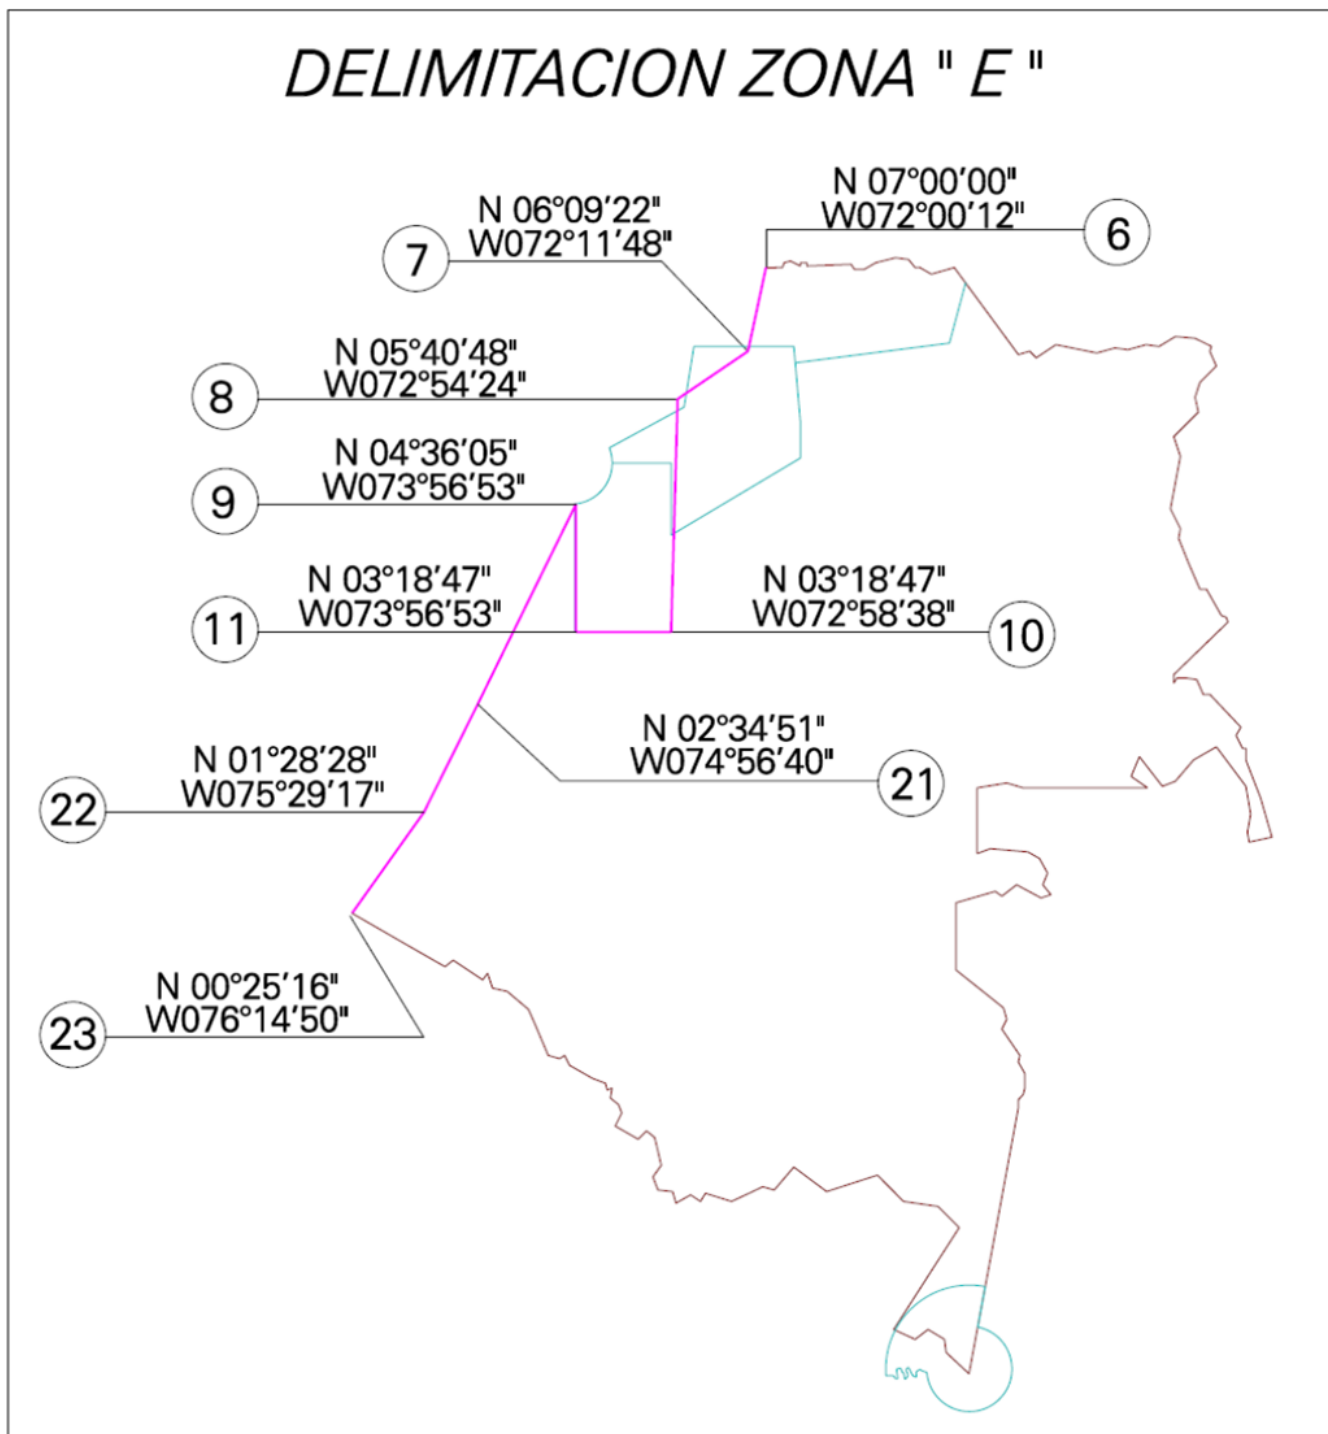 DELIMITACION ZONA " E "
N 07°00'00"
W072°00'12"
6
N 06°09'22"
W072°11'48"
7
N 05°40'48"
W072°54'24"
8
N 04°36'05"
W073°56'53"
9
N 03°18'47"
W073°56'53"
11
N 03°18'47"
W072°58'38"
10
N 02°34'51"
W074°56'40"
21
N 01°28'28"
W075°29'17"
22
N 00°25'16"
W076°14'50"
23